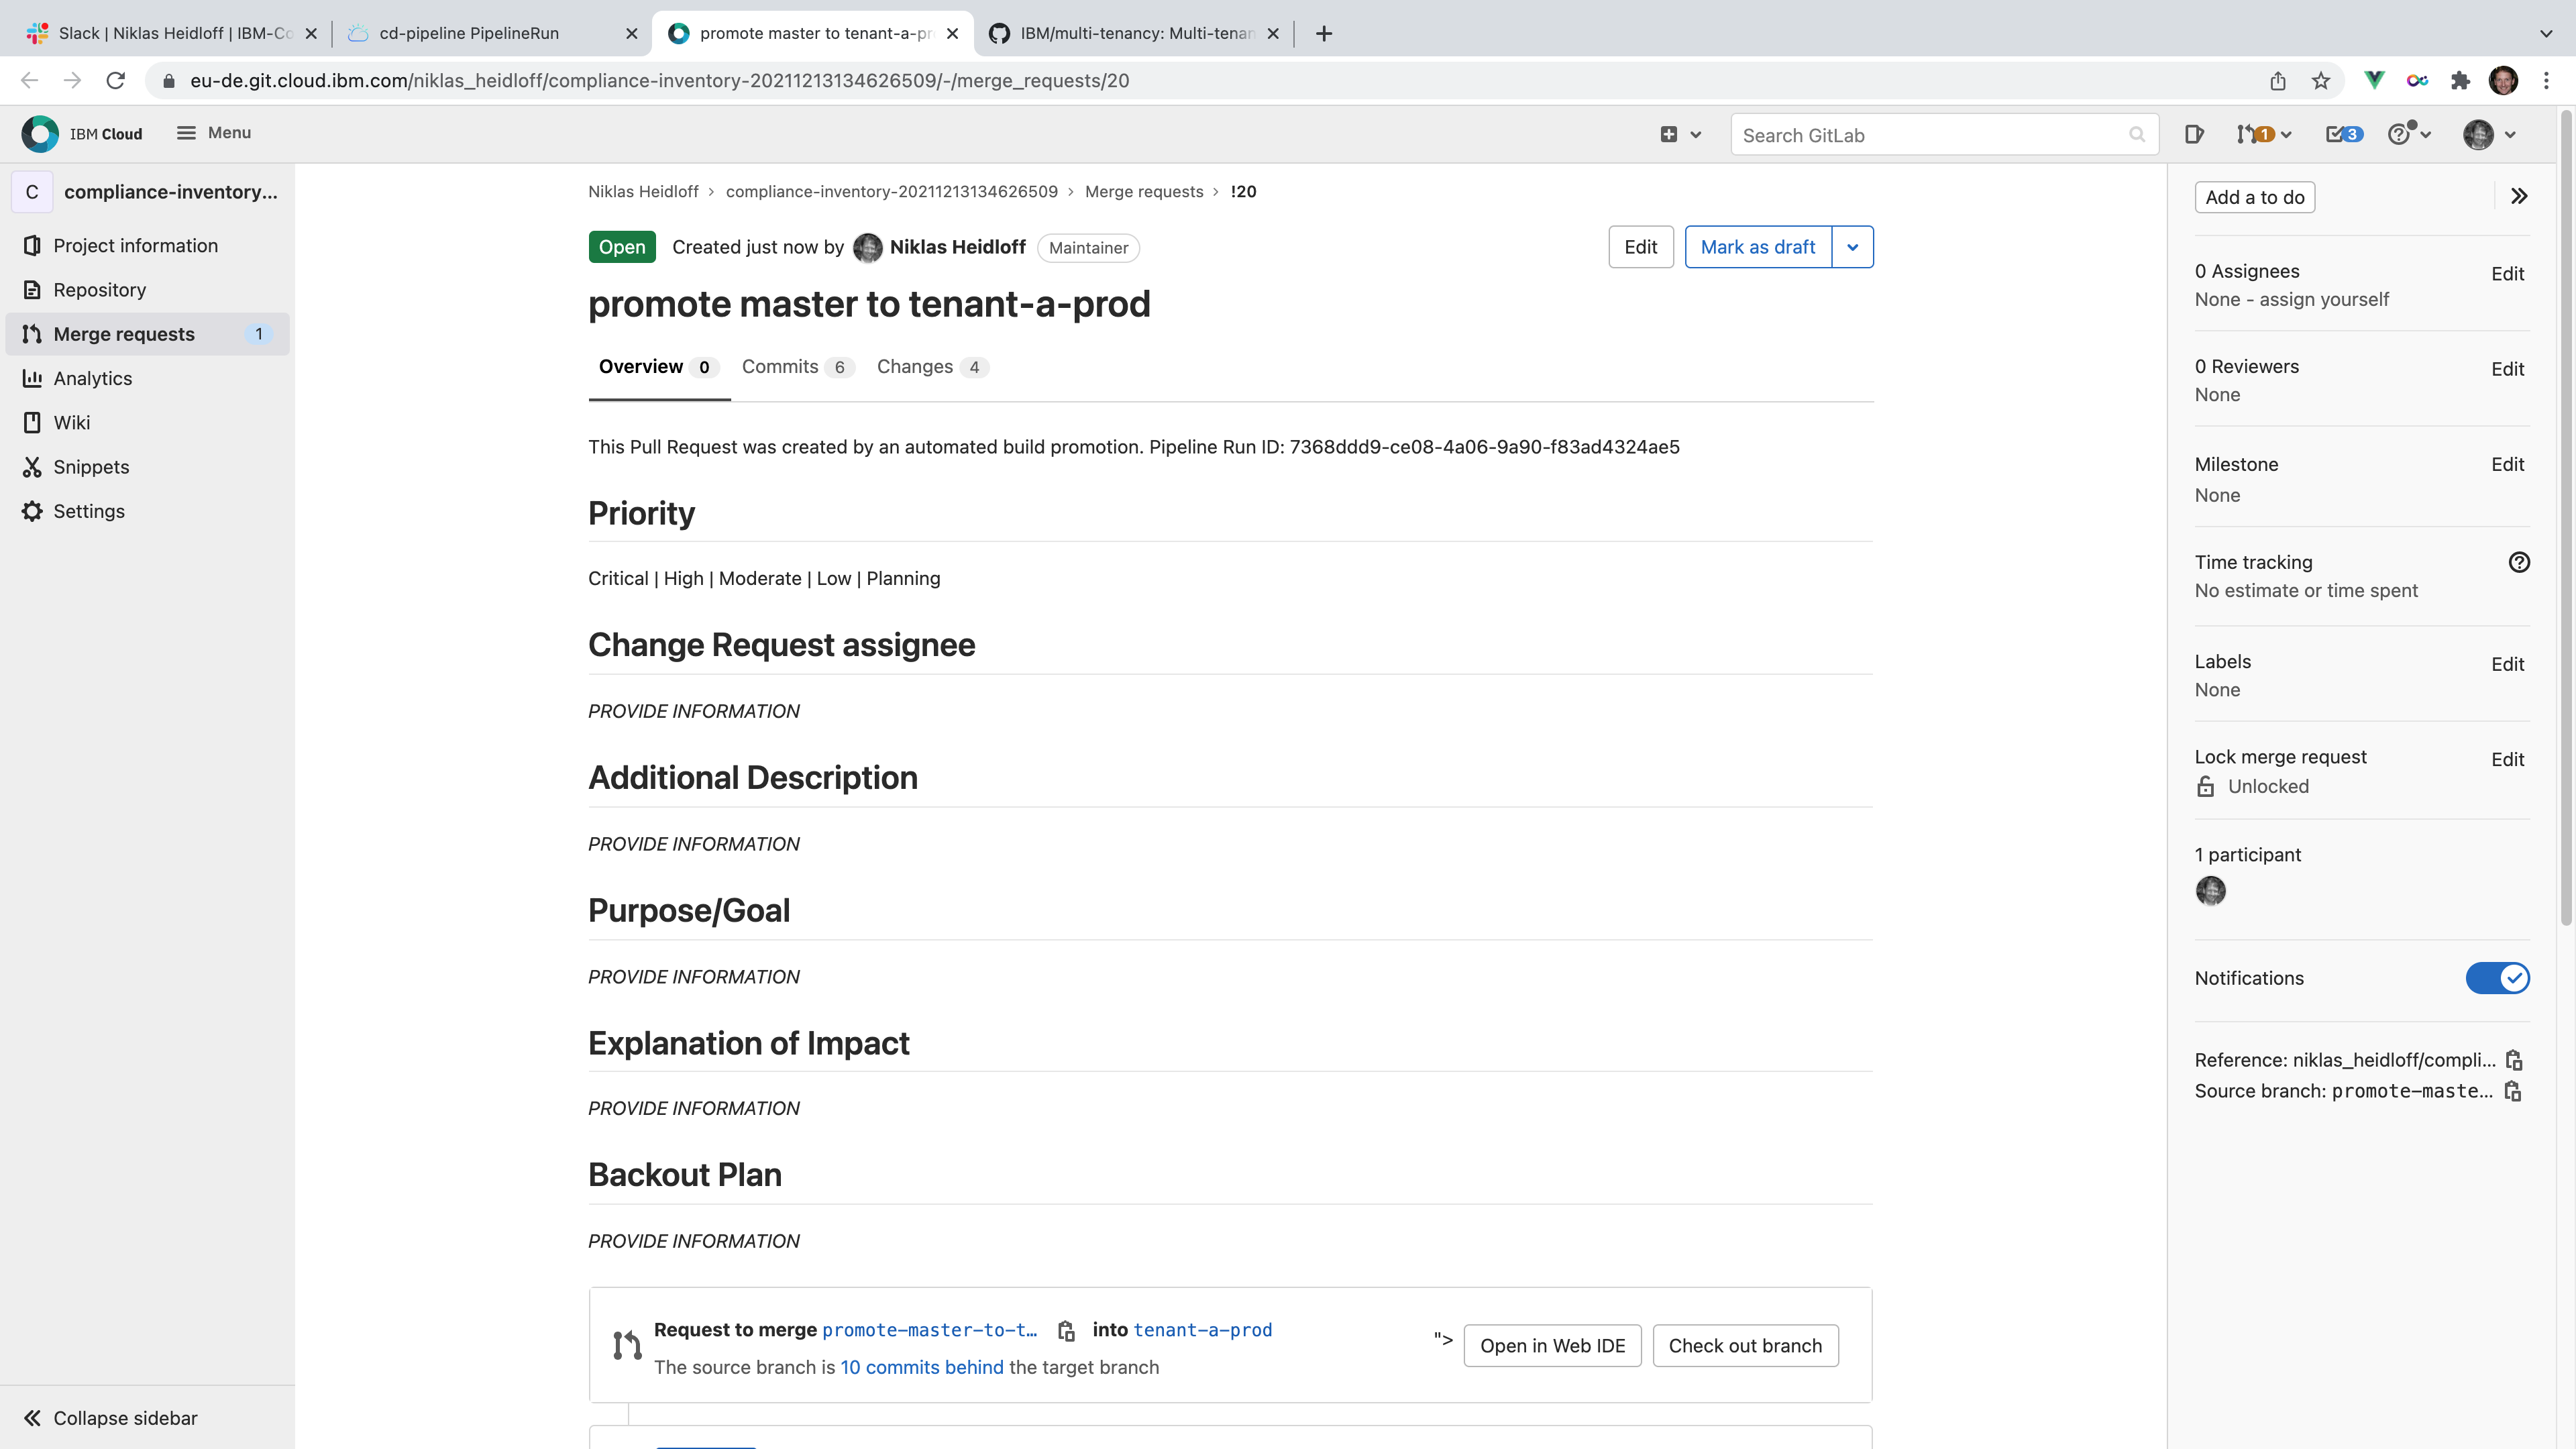 Slack | Niklas Heidloff | IBM-Co
cd-pipeline PipelineRun
promote master to tenant-a-pr
IBM/multi-tenancy: Multi-tenan
eu-de.git.cloud.ibm.com/niklas_heidloff/compliance-inventory-20211213134626509/-/merge_requests/20
IBM Cloud
Menu
Search GitLab
1
3
C
compliance-inventory...
Project information
Repository
Merge requests 1
Analytics
Wiki
Snippets
Settings
Collapse sidebar
Niklas Heidloff > compliance-inventory-20211213134626509 > Merge requests > !20
Open Created just now by Niklas Heidloff Maintainer
Edit
Mark as draft
promote master to tenant-a-prod
Overview 0 Commits 6 Changes 4
This Pull Request was created by an automated build promotion. Pipeline Run ID: 7368ddd9-ce08-4a06-9a90-f83ad4324ae5
Priority
Critical | High | Moderate | Low | Planning
Change Request assignee
PROVIDE INFORMATION
Additional Description
PROVIDE INFORMATION
Purpose/Goal
PROVIDE INFORMATION
Explanation of Impact
PROVIDE INFORMATION
Backout Plan
PROVIDE INFORMATION
Request to merge promote-master-to-t... into tenant-a-prod
The source branch is 10 commits behind the target branch
">
Open in Web IDE
Check out branch
Add a to do
0 Assignees Edit
None - assign yourself
0 Reviewers Edit
None
Milestone Edit
None
Time tracking
No estimate or time spent
Labels Edit
None
Lock merge request Edit
Unlocked
1 participant
Notifications
Reference: niklas_heidloff/compli...
Source branch: promote-maste...